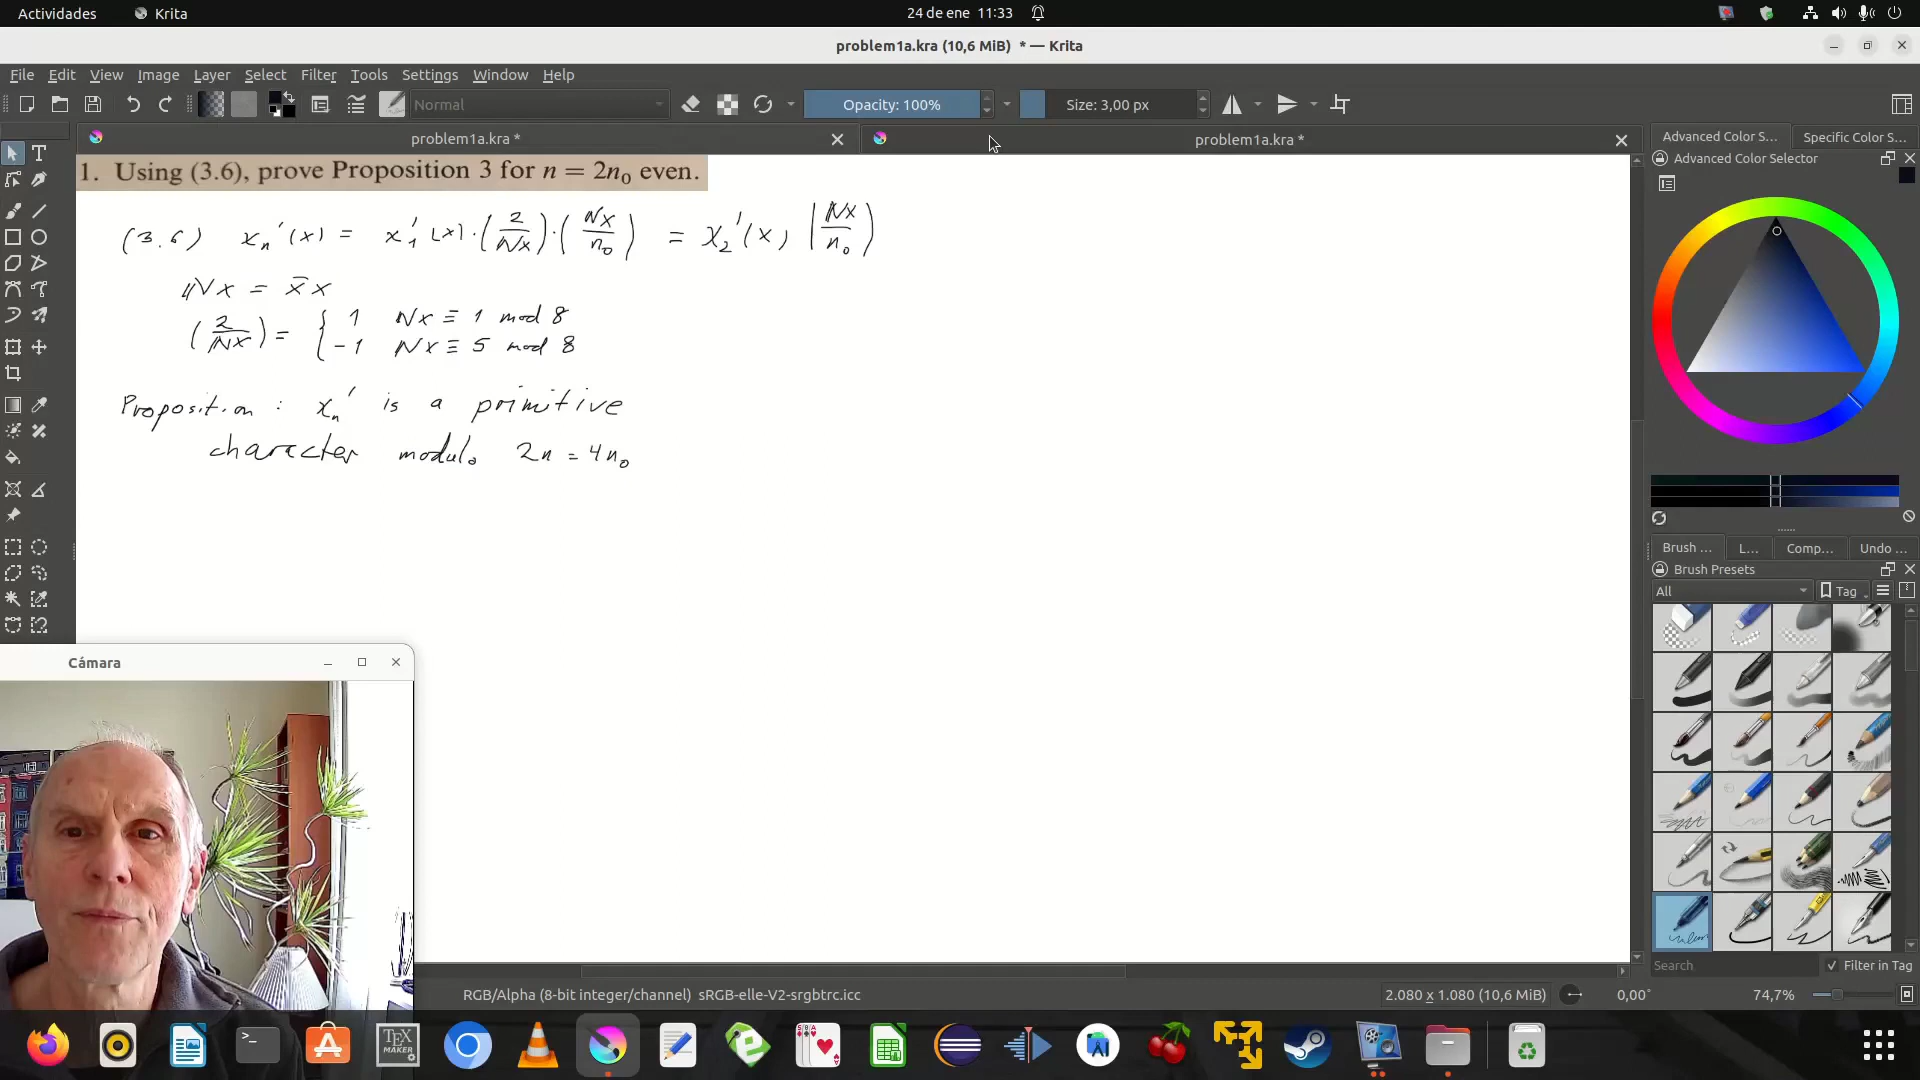 Actividades Krita 24 de ene 11:33
problem1a.kra (10,6 MiB) * — Krita
File Edit View Image Layer Select Filter Tools Settings Window Help
Normal Opacity: 100% Size: 3,00 px
problem1a.kra * problem1a.kra *
Advanced Color S... Specific Color S...
Advanced Color Selector
1. Using (3.6), prove Proposition 3 for n = 2n₀ even.
(3.6) χₙ'(x) = χ₁'(x) · (2/ℕx) · (ℕx/n₀) = χ₂'(x) (ℕx/n₀)
ℕx = x̄ x
(2/ℕx) = { 1 ℕx ≡ 1 mod 8
-1 ℕx ≡ 5 mod 8
Proposition : χₙ' is a primitive
character modulo 2n = 4n₀
Brush ... L... Comp... Undo ...
Brush Presets
All Tag
Search Filter in Tag
Cámara
RGB/Alpha (8-bit integer/channel) sRGB-elle-V2-srgbtrc.icc 2.080 x 1.080 (10,6 MiB) 0,00° 74,7%
TEX MAKER